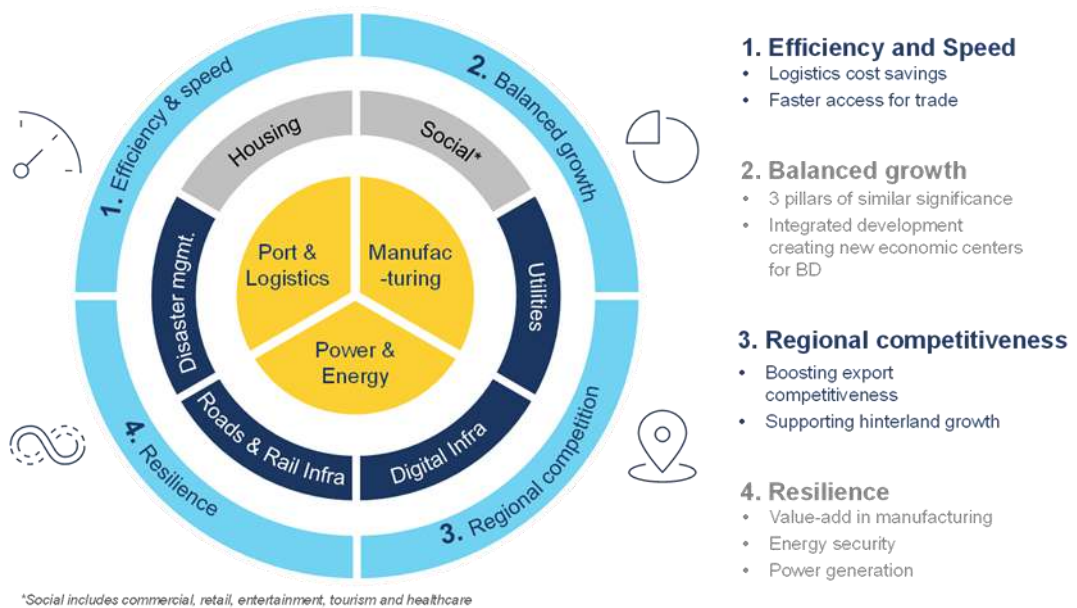 1. Efficiency & speed
2. Balanced growth
3. Regional competition
4. Resilience
Housing
Social*
Utilities
Digital Infra
Roads & Rail Infra
Disaster mgmt.
Port &
Logistics
Manufac
-turing
Power &
Energy
*Social includes commercial, retail, entertainment, tourism and healthcare
1. Efficiency and Speed
• Logistics cost savings
• Faster access for trade
2. Balanced growth
• 3 pillars of similar significance
• Integrated development
creating new economic centers
for BD
3. Regional competitiveness
• Boosting export
competitiveness
• Supporting hinterland growth
4. Resilience
• Value-add in manufacturing
• Energy security
• Power generation